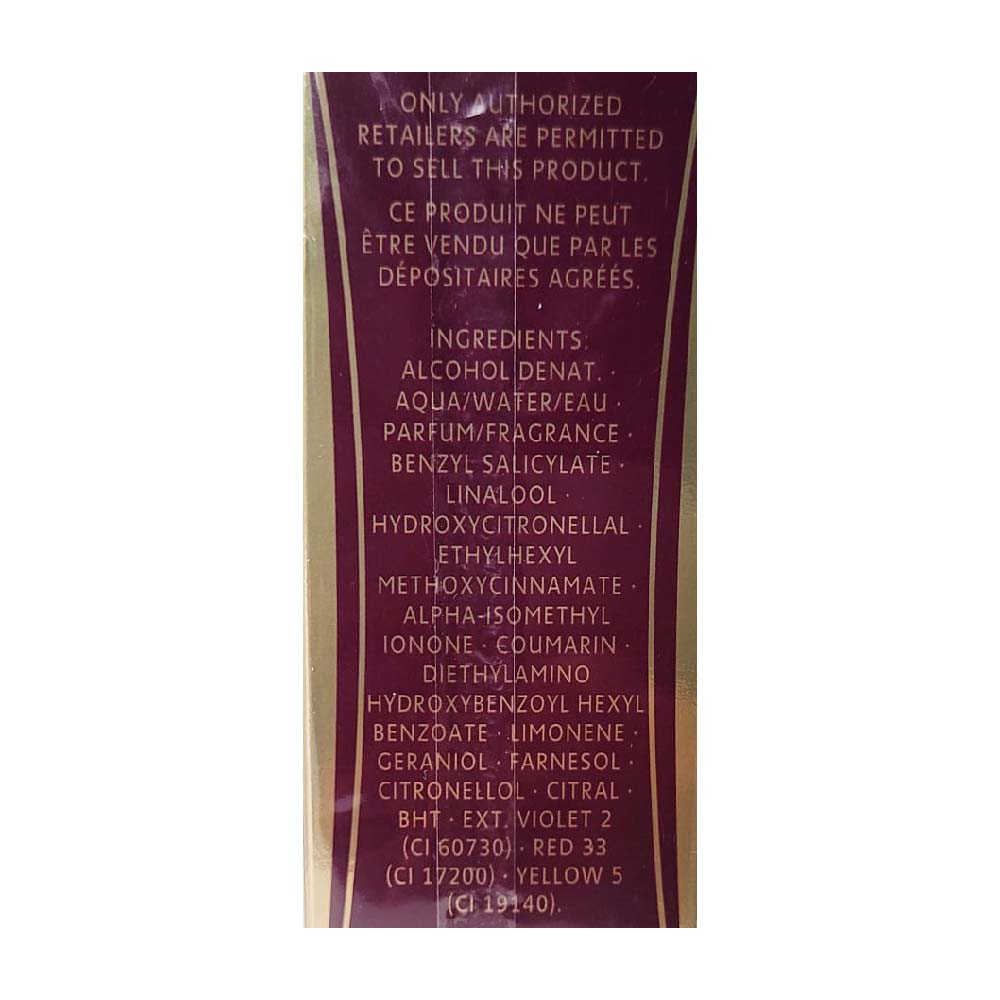 ONLY AUTHORIZED
RETAILERS ARE PERMITTED
TO SELL THIS PRODUCT.
CE PRODUIT NE PEUT
ÊTRE VENDU QUE PAR LES
DÉPOSITAIRES AGRÉÉS.
INGREDIENTS:
ALCOHOL DENAT. ·
AQUA/WATER/EAU ·
PARFUM/FRAGRANCE ·
BENZYL SALICYLATE ·
LINALOOL ·
HYDROXYCITRONELLAL ·
ETHYLHEXYL
METHOXYCINNAMATE ·
ALPHA-ISOMETHYL
IONONE · COUMARIN ·
DIETHYLAMINO
HYDROXYBENZOYL HEXYL
BENZOATE · LIMONENE ·
GERANIOL · FARNESOL ·
CITRONELLOL · CITRAL ·
BHT · EXT. VIOLET 2
(CI 60730) · RED 33
(CI 17200) · YELLOW 5
(CI 19140).